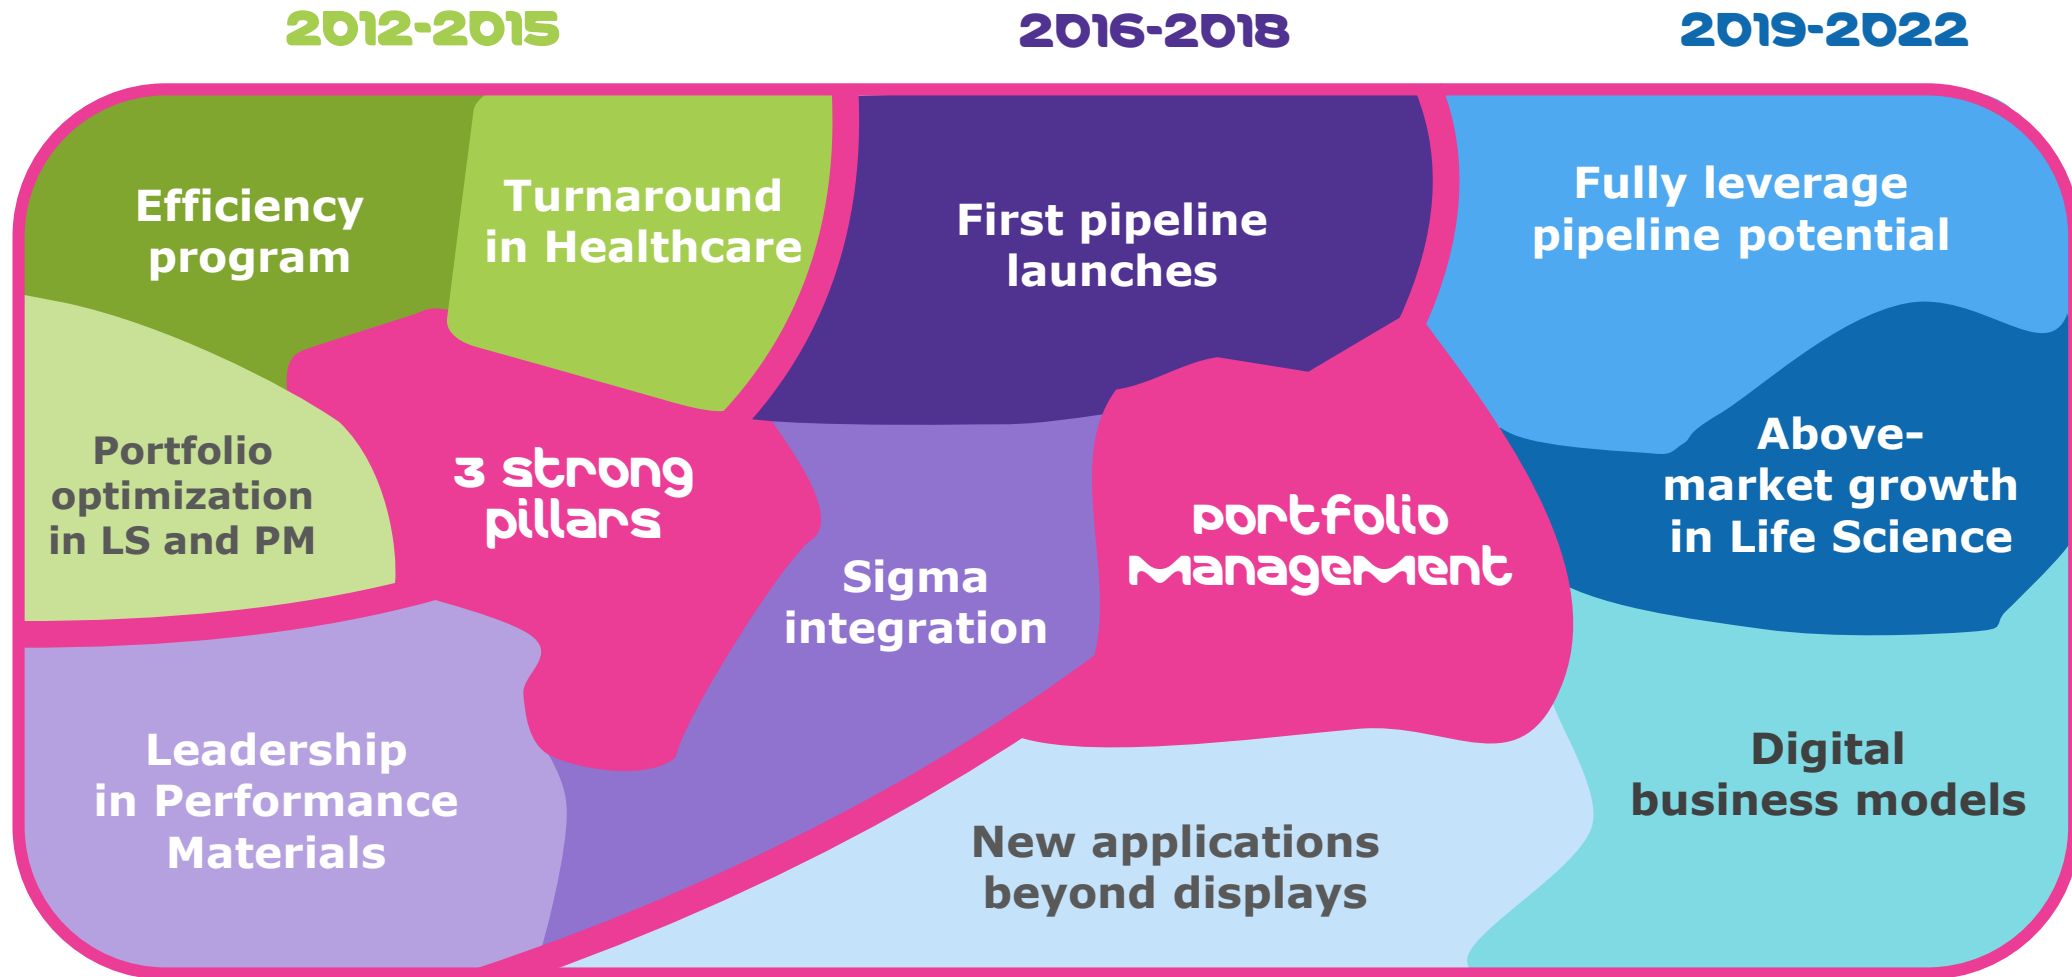 2012-2015
2016-2018
2019-2022
Efficiency
program
Turnaround
in Healthcare
First pipeline
launches
Fully leverage
pipeline potential
Portfolio
optimization
in LS and PM
3 strong
pillars
Sigma
integration
portfolio
management
Above-
market growth
in Life Science
Leadership
in Performance
Materials
New applications
beyond displays
Digital
business models